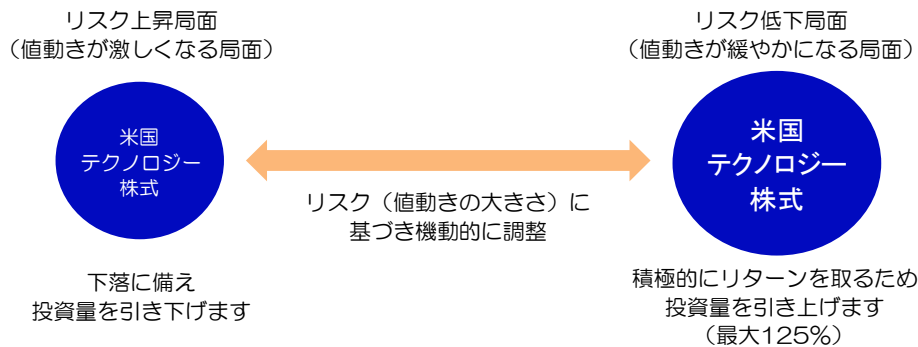 リスク上昇局面
（値動きが激しくなる局面）
米国
テクノロジー
株式
下落に備え
投資量を引き下げます
リスク（値動きの大きさ）に
基づき機動的に調整
リスク低下局面
（値動きが緩やかになる局面）
米国
テクノロジー
株式
積極的にリターンを取るため
投資量を引き上げます
（最大125%）